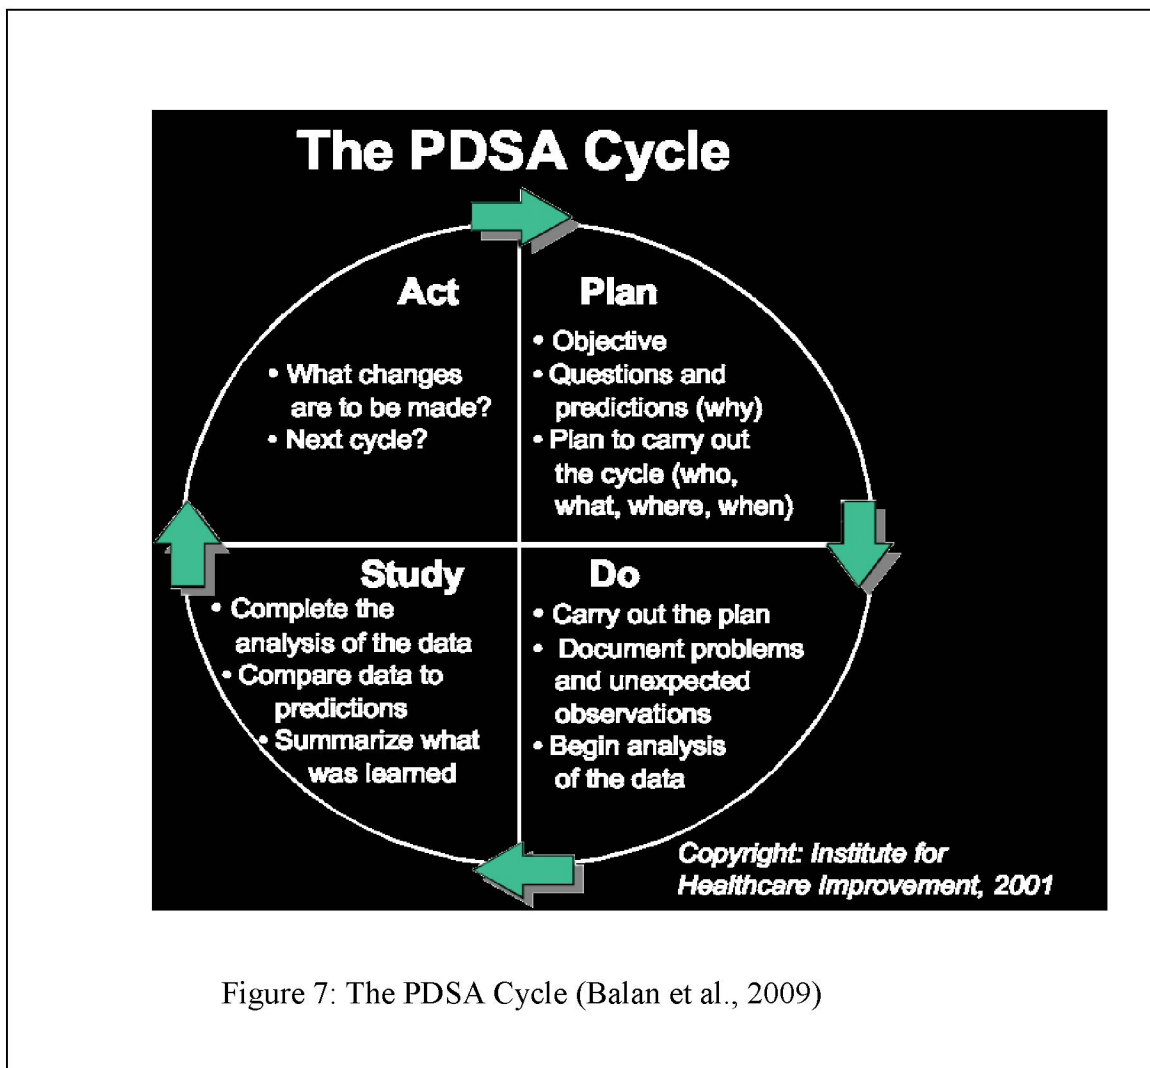 The PDSA Cycle
Act
• What changes
are to be made?
• Next cycle?
Plan
• Objective
• Questions and
predictions (why)
• Plan to carry out
the cycle (who,
what, where, when)
Study
• Complete the
analysis of the data
• Compare data to
predictions
• Summarize what
was learned
Do
• Carry out the plan
• Document problems
and unexpected
observations
• Begin analysis
of the data
Copyright: Institute for
Healthcare Improvement, 2001
Figure 7: The PDSA Cycle (Balan et al., 2009)